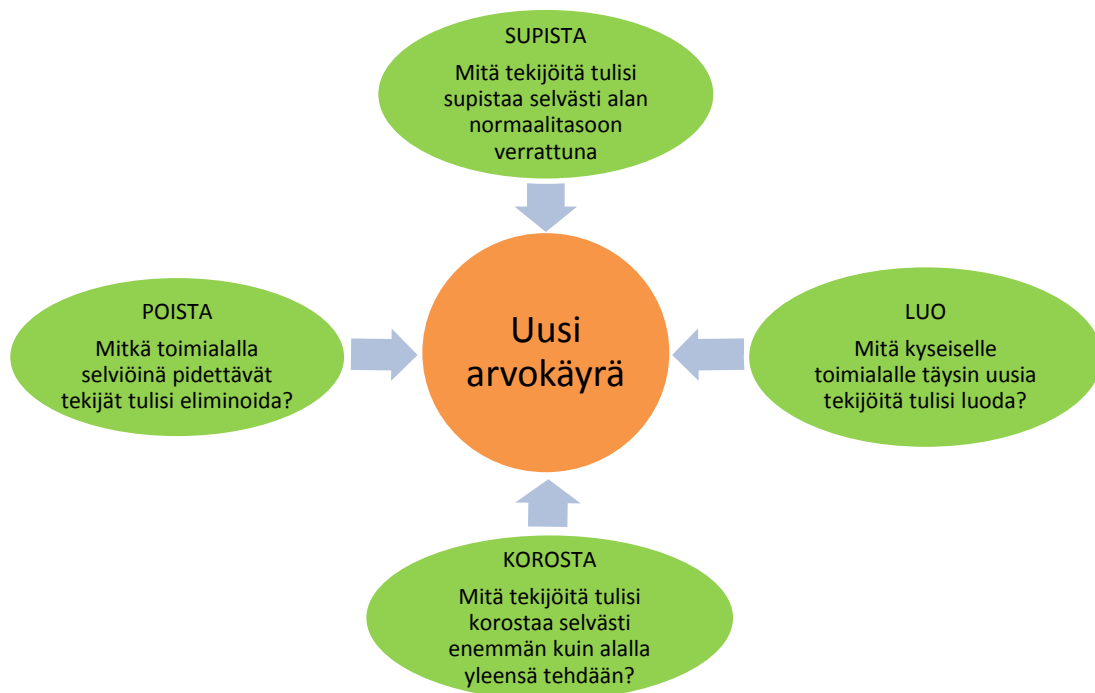 SUPISTA
Mitä tekijöitä tulisi
supistaa selvästi alan
normaalitasoon
verrattuna
POISTA
Mitkä toimialalla
selviöinä pidettävät
tekijät tulisi eliminoida?
Uusi
arvokäyrä
LUO
Mitä kyseiselle
toimialalle täysin uusia
tekijöitä tulisi luoda?
KOROSTA
Mitä tekijöitä tulisi
korostaa selvästi
enemmän kuin alalla
yleensä tehdään?